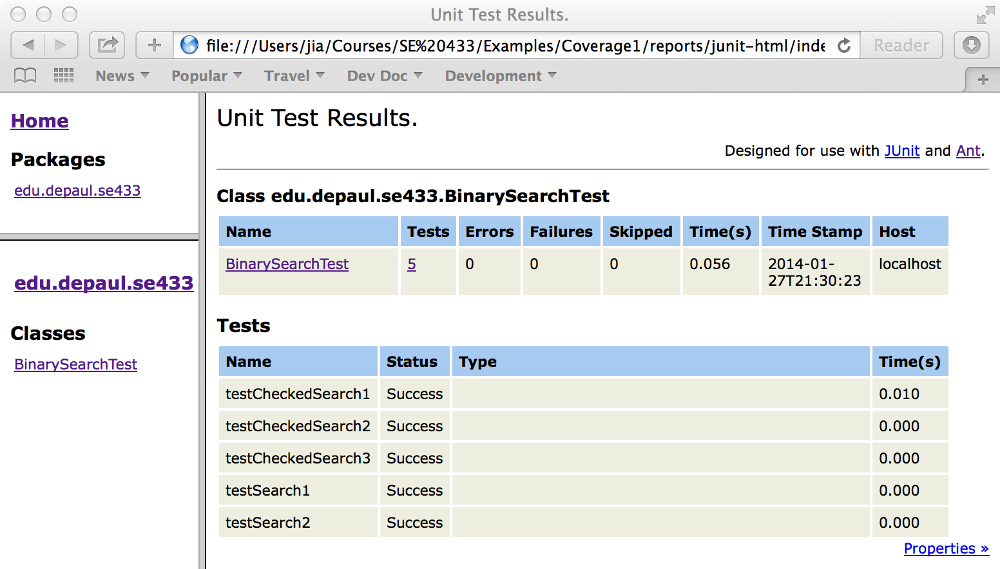 Unit Test Results.
file:///Users/jia/Courses/SE%20433/Examples/Coverage1/reports/junit-html/inde
Reader
News Popular Travel Dev Doc Development
Home
Packages
edu.depaul.se433
edu.depaul.se433
Classes
BinarySearchTest
Unit Test Results.
Designed for use with JUnit and Ant.
Class edu.depaul.se433.BinarySearchTest
Name Tests Errors Failures Skipped Time(s) Time Stamp Host
BinarySearchTest 5 0 0 0 0.056 2014-01- localhost
27T21:30:23
Tests
Name Status Type Time(s)
testCheckedSearch1 Success 0.010
testCheckedSearch2 Success 0.000
testCheckedSearch3 Success 0.000
testSearch1 Success 0.000
testSearch2 Success 0.000
Properties »